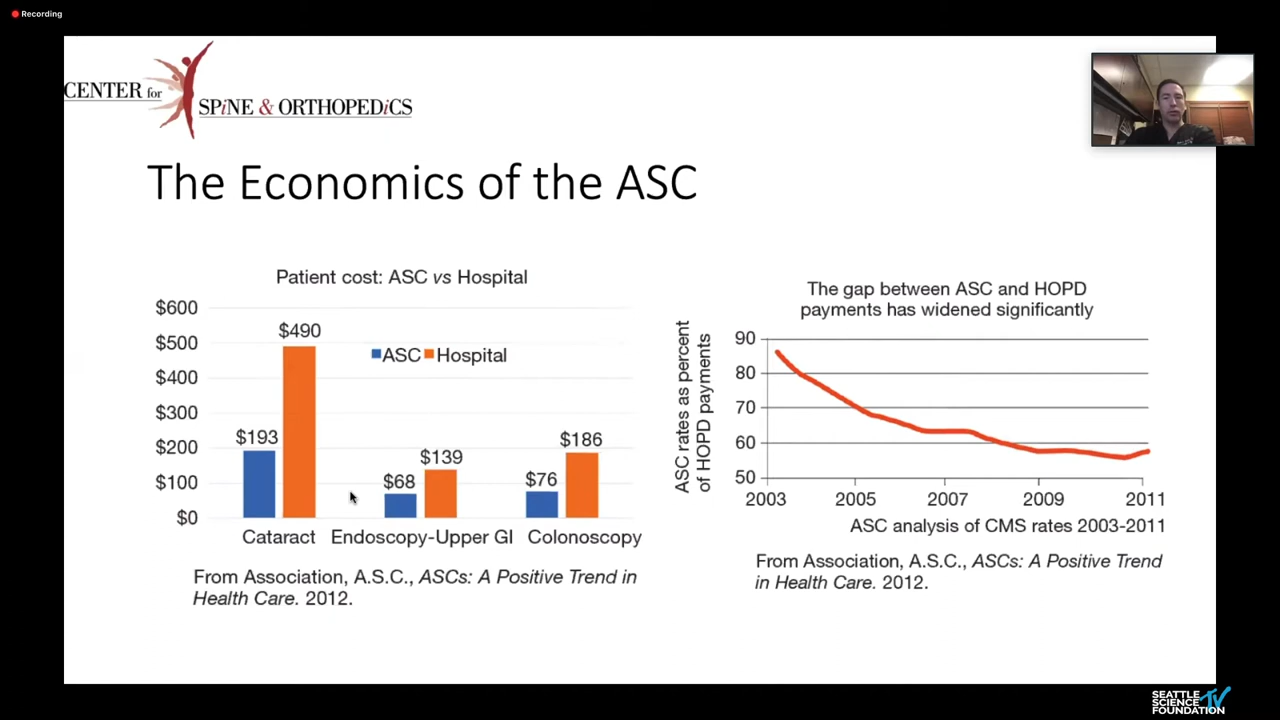 Recording
CENTER for
SPiNE & ORTHOPEDiCS
The Economics of the ASC
Patient cost: ASC vs Hospital
$600
$500
$400
$300
$200
$100
$0
$490
ASC
Hospital
$193
$68
$139
$76
$186
Cataract
Endoscopy-Upper GI
Colonoscopy
From Association, A.S.C., ASCs: A Positive Trend in
Health Care. 2012.
The gap between ASC and HOPD
payments has widened significantly
ASC rates as percent
of HOPD payments
90
80
70
60
50
2003
2005
2007
2009
2011
ASC analysis of CMS rates 2003-2011
From Association, A.S.C., ASCs: A Positive Trend
in Health Care. 2012.
SEATTLE
SCIENCE
FOUNDATION
TV